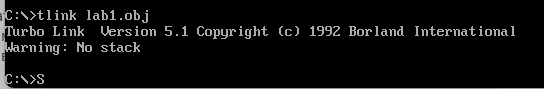 C:\>tlink lab1.obj
Turbo Link  Version 5.1 Copyright (c) 1992 Borland International
Warning: No stack
C:\>S